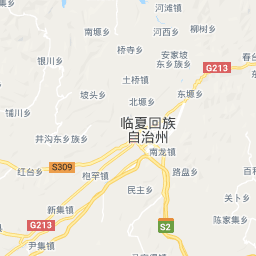 河滩镇
柳树乡
南塬乡
河西乡
桥寺乡
安家坡
东乡族乡
春台
银川乡
G213
土桥镇
坡头乡
东塬乡
北塬乡
铺川乡
临夏回族
自治州
井沟东乡族乡
南龙镇
S309
红台乡
枹罕镇
路盘乡
可
民主乡
关卜乡
新集镇
陈家集乡
G213
S2
尹集镇